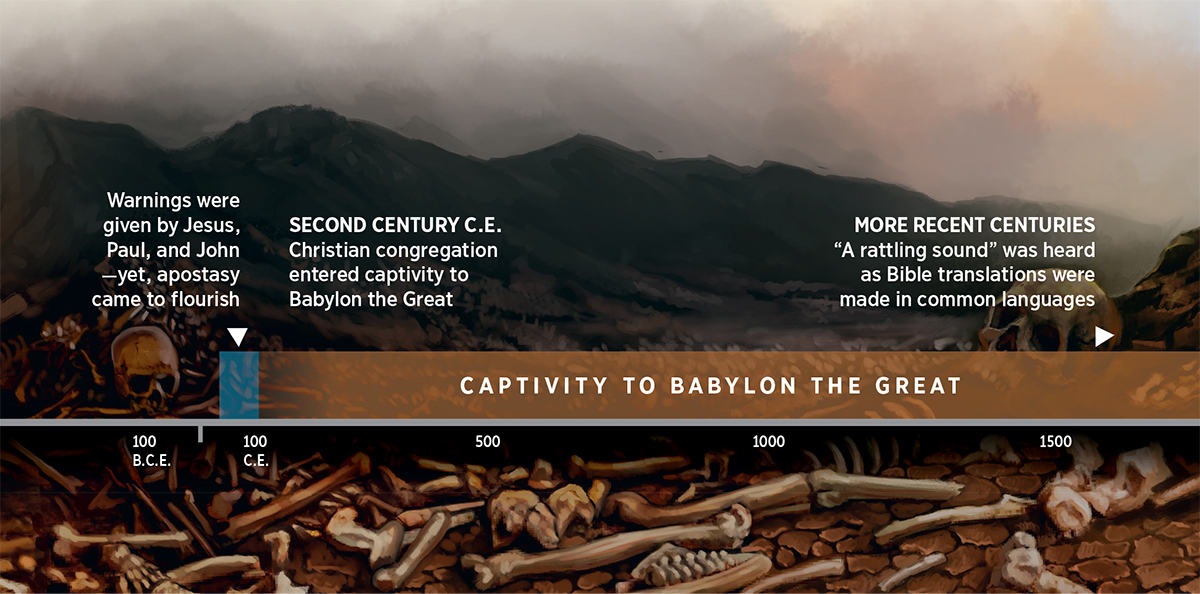 Warnings were
given by Jesus,
Paul, and John
—yet, apostasy
came to flourish
SECOND CENTURY C.E.
Christian congregation
entered captivity to
Babylon the Great
MORE RECENT CENTURIES
“A rattling sound” was heard
as Bible translations were
made in common languages
CAPTIVITY TO BABYLON THE GREAT
100
B.C.E.
100
C.E.
500
1000
1500